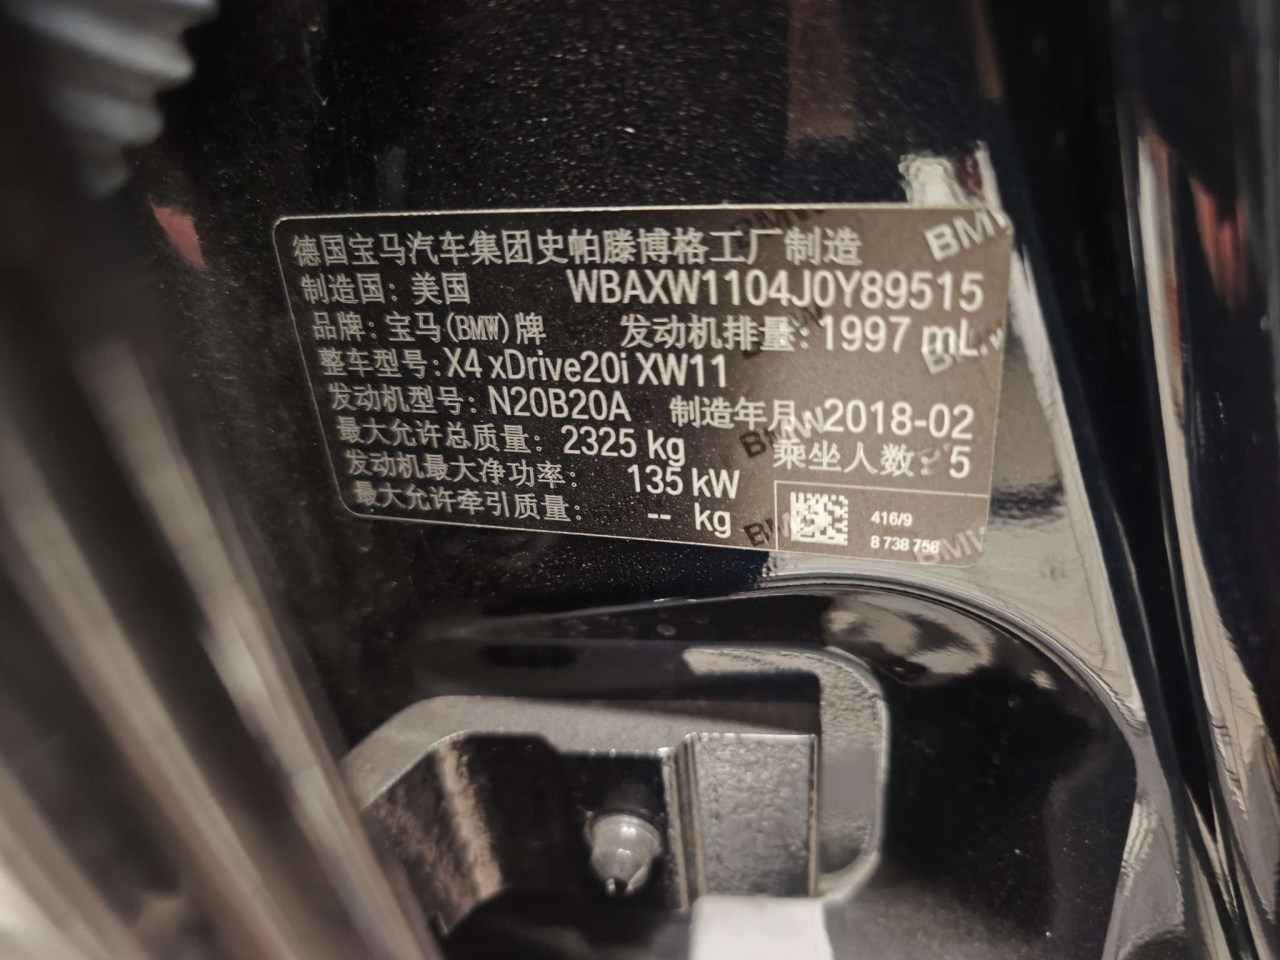 德国宝马汽车集团史帕滕博格工厂制造
制造国: 美国 WBAXW1104J0Y89515
品牌: 宝马(BMW)牌 发动机排量: 1997 mL
整车型号: X4 xDrive20i XW11
发动机型号: N20B20A 制造年月: 2018-02
最大允许总质量: 2325 kg 乘坐人数: 5
发动机最大净功率: 135 kW
最大允许牵引质量: -- kg
416/9
8 738 758